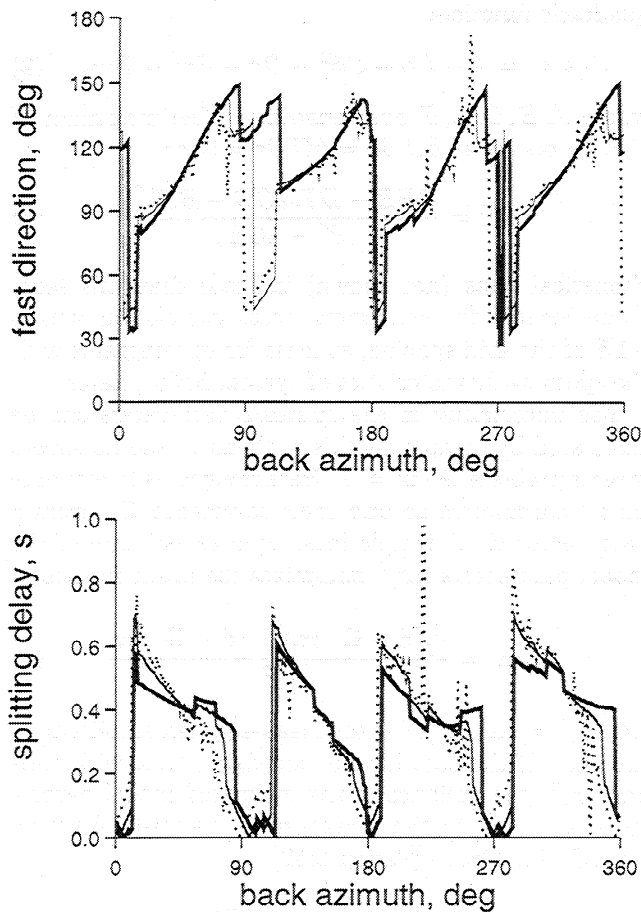 180
150
120
90
60
30
0
fast direction, deg
0 90 180 270 360
back azimuth, deg
1.0
0.8
0.6
0.4
0.2
0.0
splitting delay, s
0 90 180 270 360
back azimuth, deg